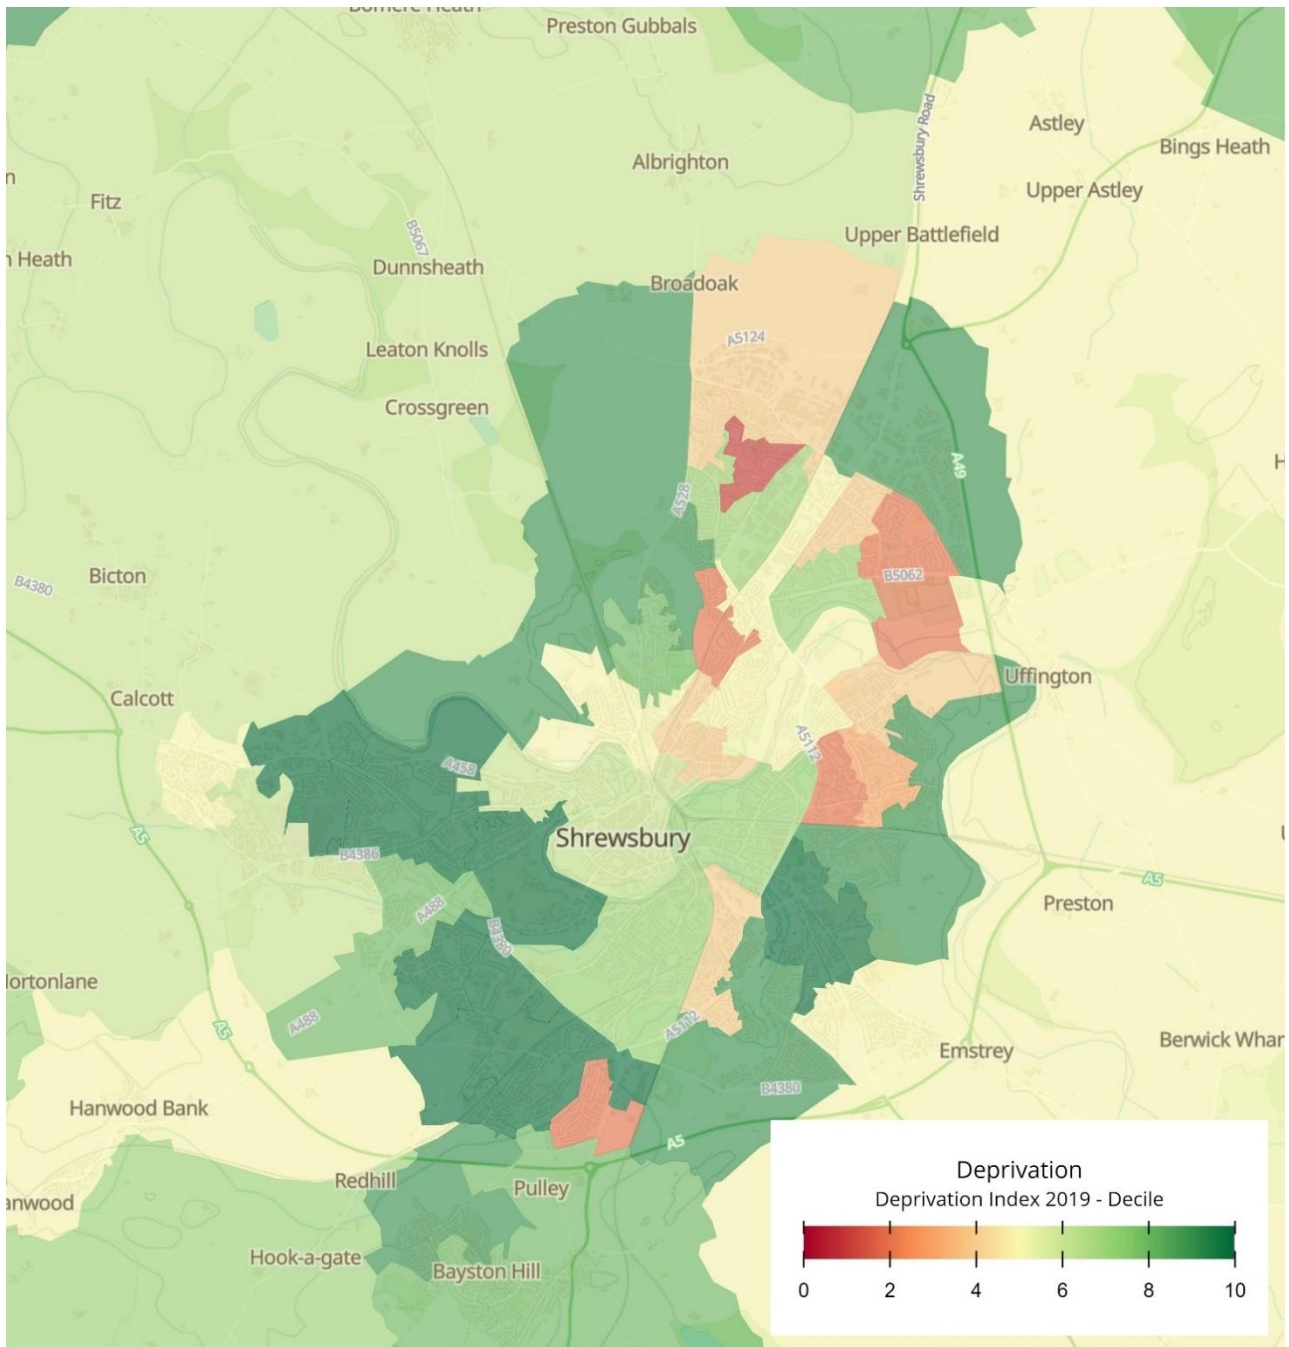 Preston Gubbals
Shrewsbury Road
Astley
Bings Heath
Albrighton
Upper Astley
Fitz
B5067
Upper Battlefield
Heath
Dunnsheath
Broadoak
A5124
Leaton Knolls
Crossgreen
A49
A528
Bicton
B4380
B5062
Uffington
Calcott
A5112
A458
Shrewsbury
A5
B4386
A5
Preston
A488
B4380
A488
A5
A5112
Emstrey
Berwick Whar
B4380
Hanwood Bank
A5
Redhill
Pulley
Hook-a-gate
Bayston Hill
Deprivation
Deprivation Index 2019 - Decile
0 2 4 6 8 10